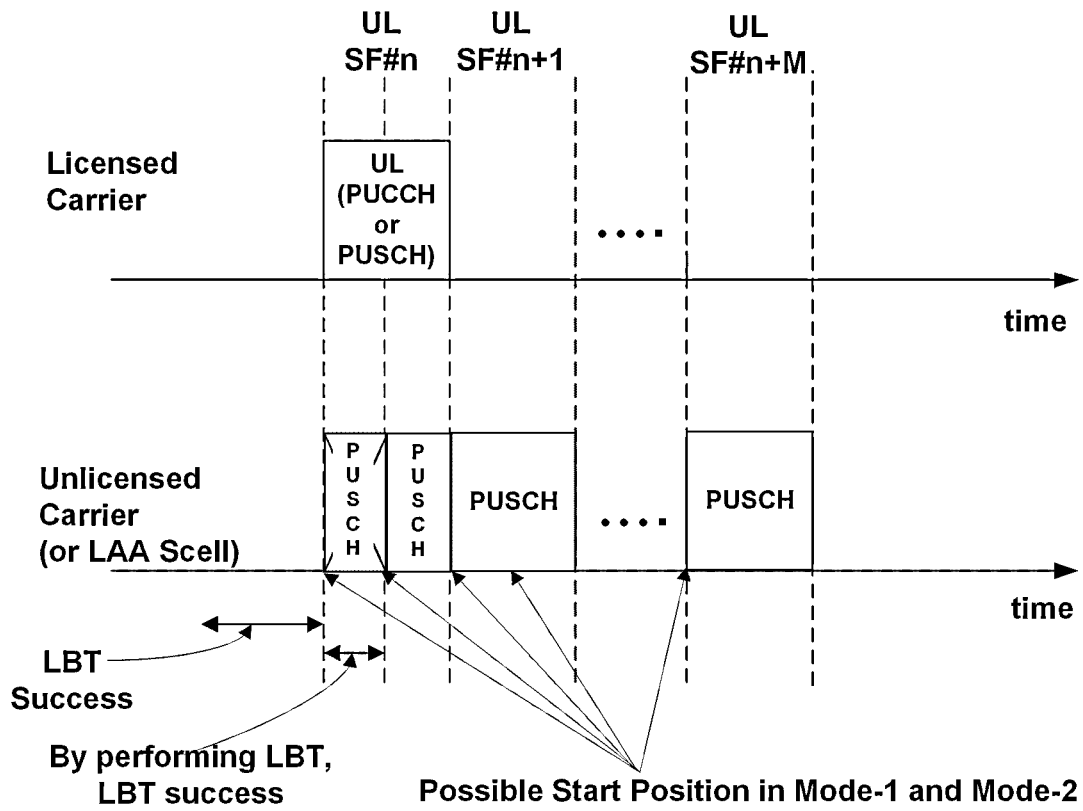 UL
SF#n
UL
SF#n+1
UL
SF#n+M
Licensed
Carrier
UL
(PUCCH
or
PUSCH)
time
Unlicensed
Carrier
(or LAA Scell)
PUSCH
PUSCH
PUSCH
PUSCH
time
LBT
Success
By performing LBT,
LBT success
Possible Start Position in Mode-1 and Mode-2